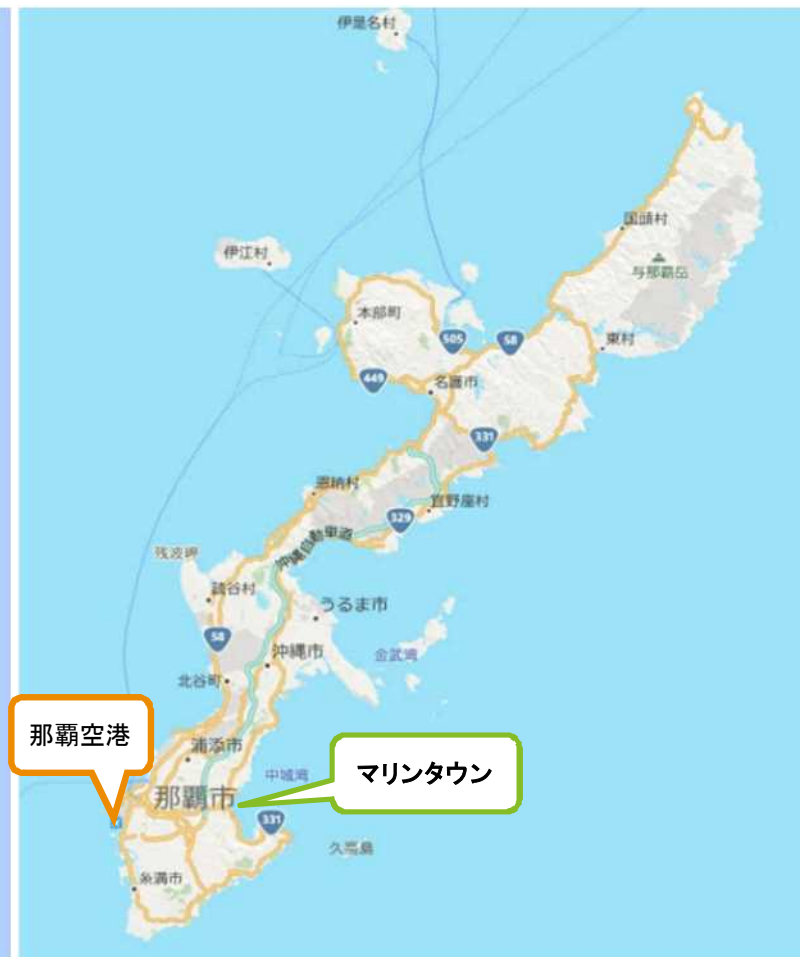 伊是名村
国頭村
伊江村
与那覇岳
本部町
505
58
東村
449
名護市
331
恩納村
宜野座村
329
沖縄自動車道
残波岬
読谷村
うるま市
58
沖縄市
金武湾
北谷町
那覇空港
浦添市
マリンタウン
中城湾
那覇市
331
久高島
糸満市